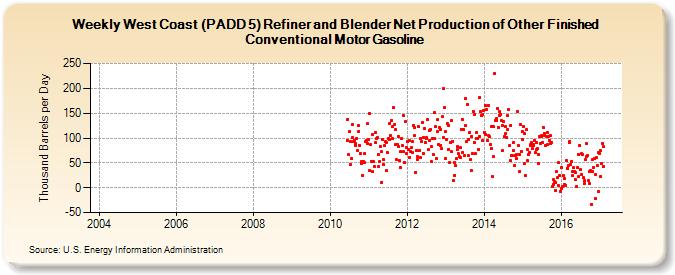 Weekly West Coast (PADD 5) Refiner and Blender Net Production of Other Finished
Conventional Motor Gasoline
Thousand Barrels per Day
250
200
150
100
50
0
-50
2004 2006 2008 2010 2012 2014 2016
Source: U.S. Energy Information Administration